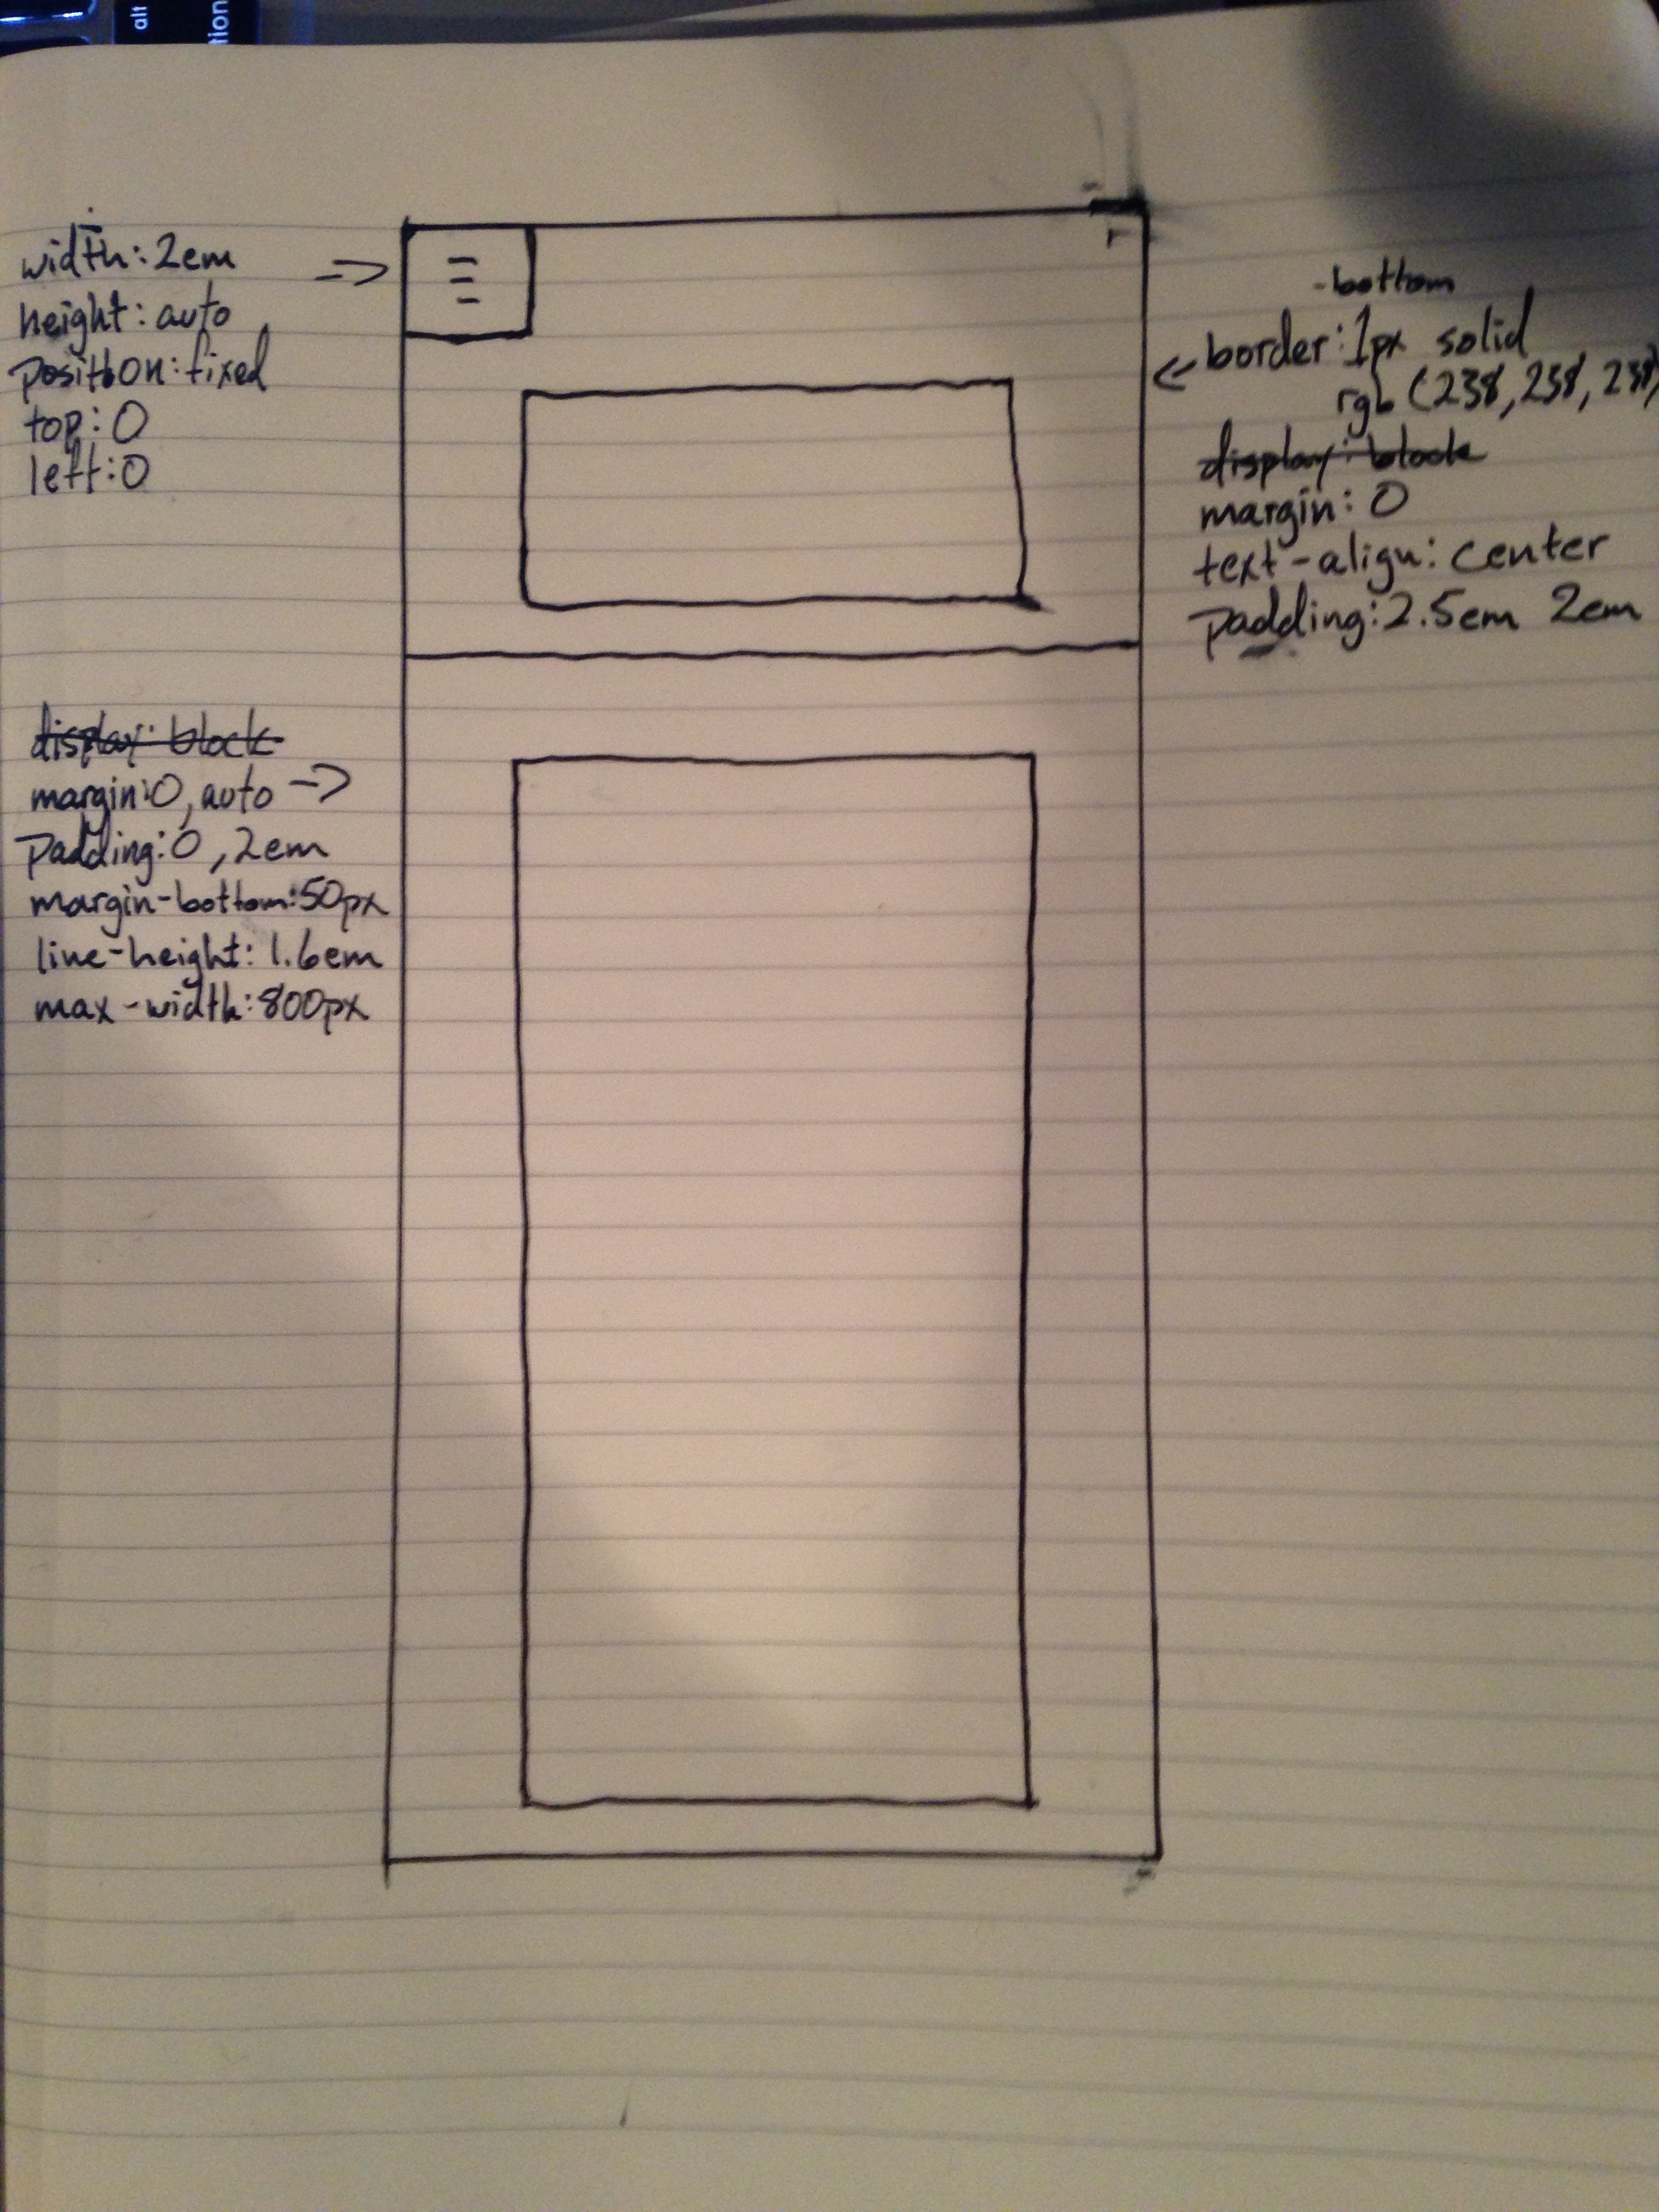 alt
tion
width: 2em
height: auto
position: fixed
top: 0
left: 0
-bottom
border: 1px solid
rgb (238, 238, 238)
display: block
margin: 0
text-align: center
padding: 2.5em 2em
display: block
margin: 0, auto
padding: 0, 2em
margin-bottom: 50px
line-height: 1.6em
max-width: 800px